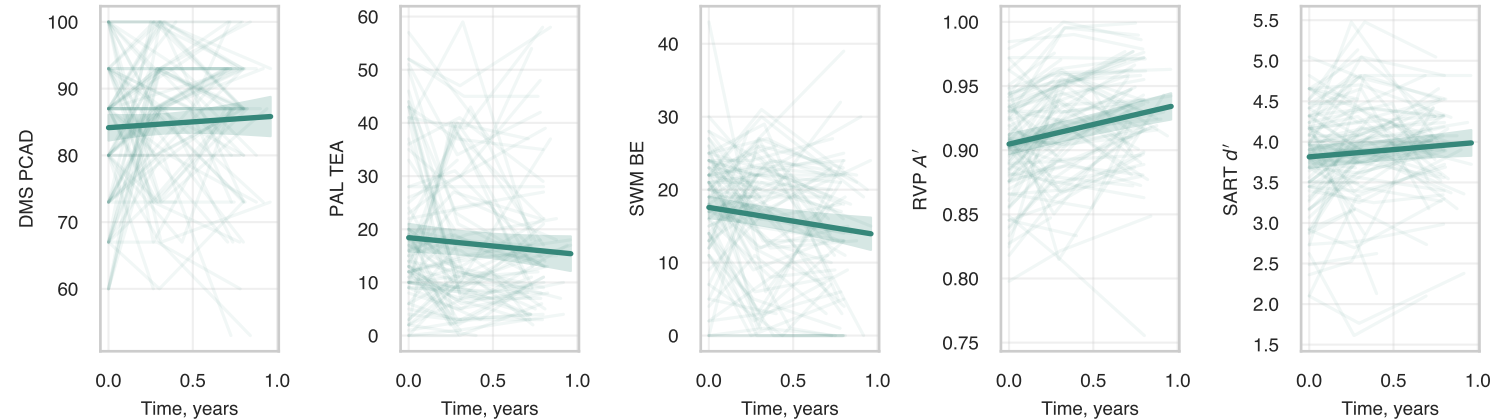 DMS PCAD
100
90
80
70
60
0.0 0.5 1.0
Time, years
PAL TEA
60
50
40
30
20
10
0
0.0 0.5 1.0
Time, years
SWM BE
40
30
20
10
0
0.0 0.5 1.0
Time, years
RVP A′
1.00
0.95
0.90
0.85
0.80
0.75
0.0 0.5 1.0
Time, years
SART d′
5.5
5.0
4.5
4.0
3.5
3.0
2.5
2.0
1.5
0.0 0.5 1.0
Time, years